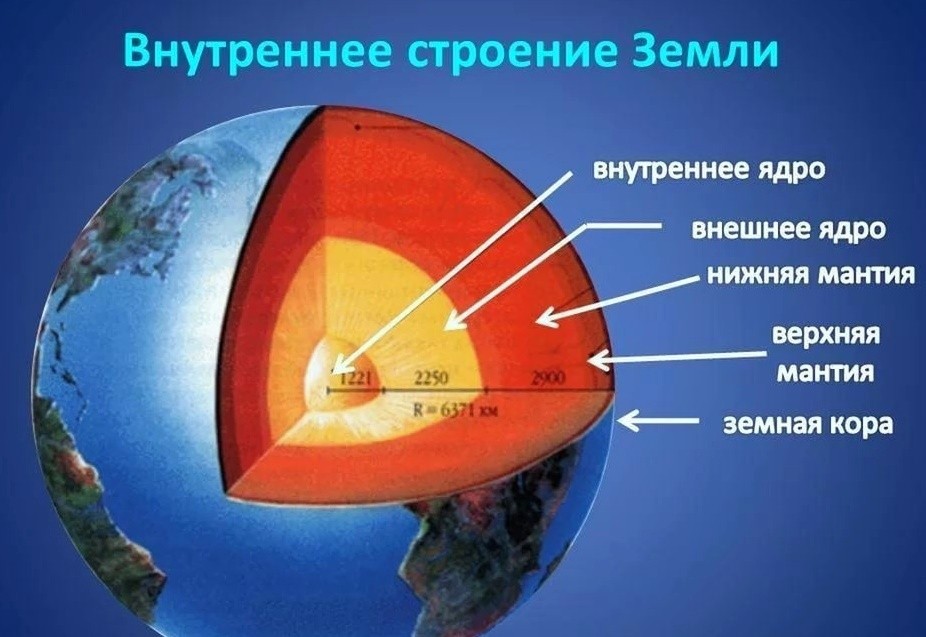 Внутреннее строение Земли
внутреннее ядро
внешнее ядро
нижняя мантия
верхняя
мантия
земная кора
1221 2250 2900
R = 6371 км